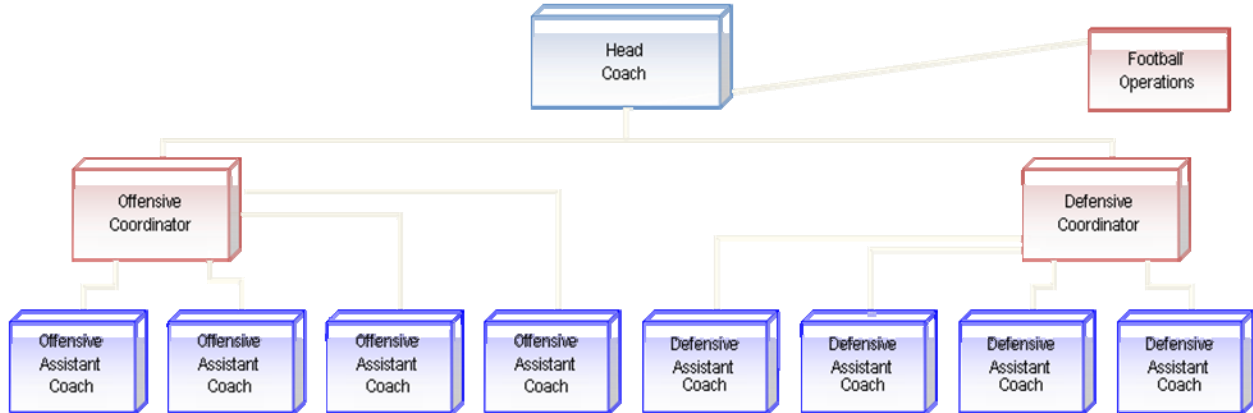 Head
Coach
Football
Operations
Offensive
Coordinator
Defensive
Coordinator
Offensive
Assistant
Coach
Offensive
Assistant
Coach
Offensive
Assistant
Coach
Offensive
Assistant
Coach
Defensive
Assistant
Coach
Defensive
Assistant
Coach
Defensive
Assistant
Coach
Defensive
Assistant
Coach